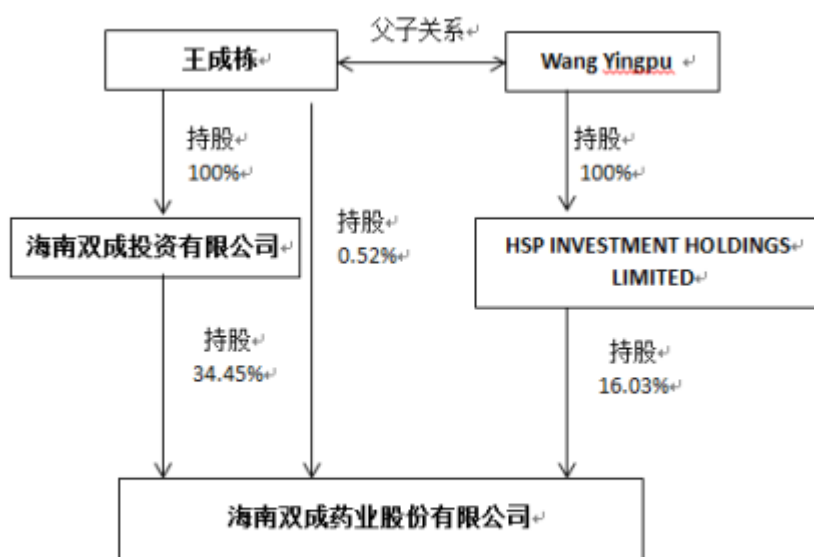 父子关系
王成栋
Wang Yingpu
持股
100%
持股
100%
海南双成投资有限公司
持股
0.52%
HSP INVESTMENT HOLDINGS
LIMITED
持股
34.45%
持股
16.03%
海南双成药业股份有限公司